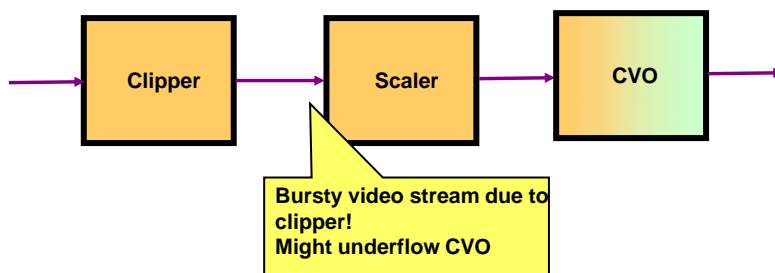 Clipper
Scaler
CVO
Bursty video stream due to
clipper!
Might underflow CVO